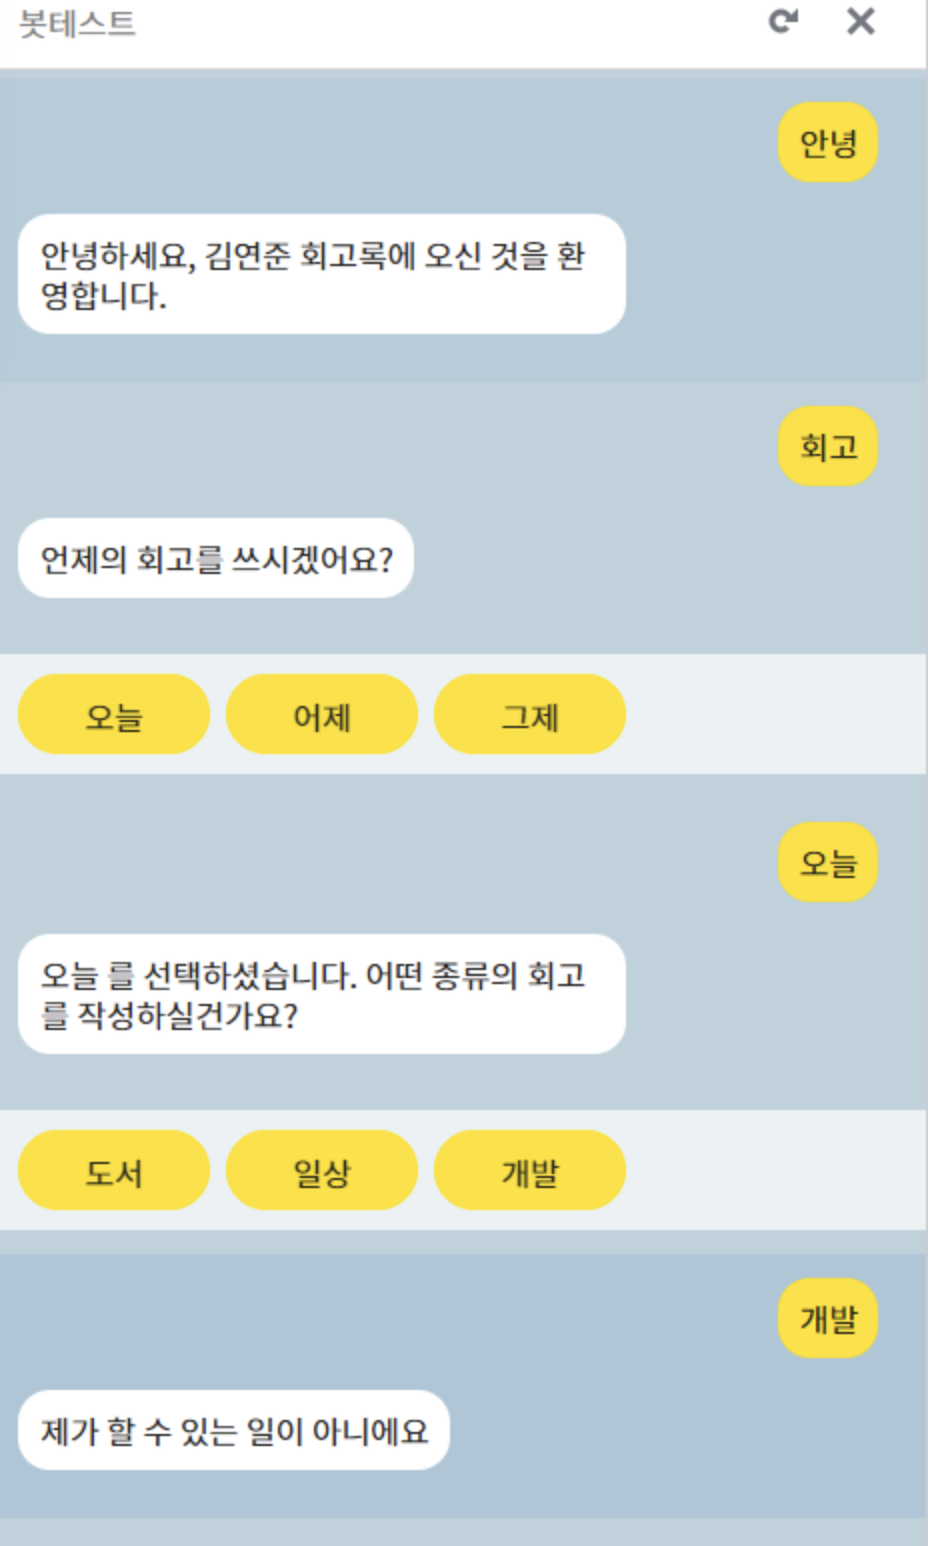 봇테스트
안녕
안녕하세요, 김연준 회고록에 오신 것을 환
영합니다.
회고
언제의 회고를 쓰시겠어요?
오늘 어제 그제
오늘
오늘 를 선택하셨습니다. 어떤 종류의 회고
를 작성하실건가요?
도서 일상 개발
개발
제가 할 수 있는 일이 아니에요